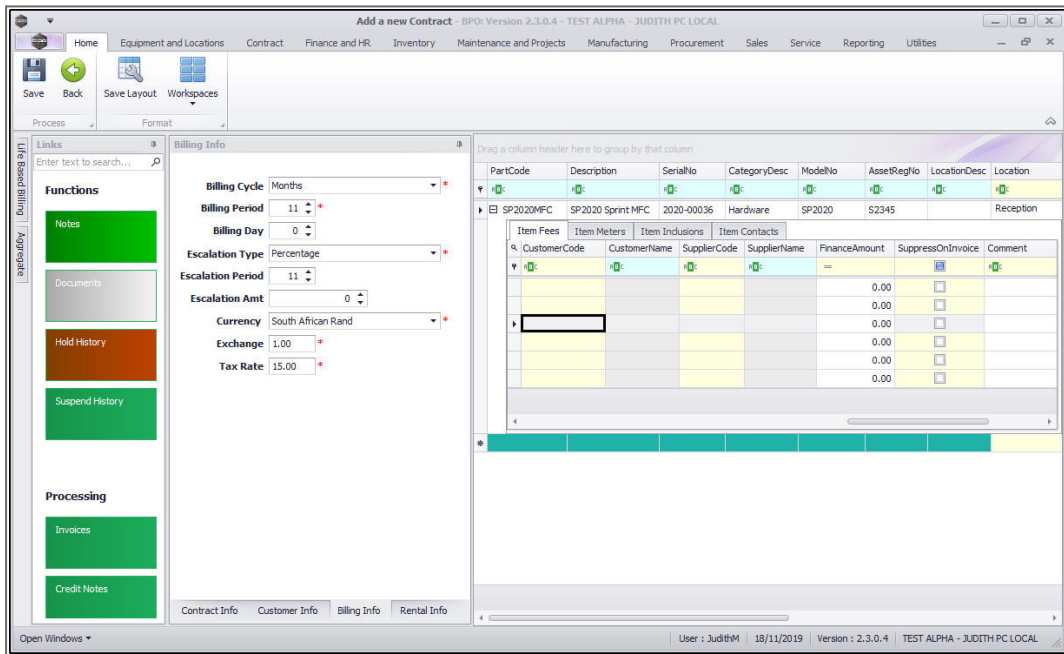 Add a new Contract - BPO: Version 2.3.0.4 - TEST ALPHA - JUDITH PC LOCAL
Home Equipment and Locations Contract Finance and HR Inventory Maintenance and Projects Manufacturing Procurement Sales Service Reporting Utilities
Save Back Save Layout Workspaces
Process Format
Life Based Billing
Aggregate
Links
Enter text to search...
Functions
Notes
Documents
Hold History
Suspend History
Processing
Invoices
Credit Notes
Billing Info
Billing Cycle Months *
Billing Period 11 *
Billing Day 0
Escalation Type Percentage *
Escalation Period 11
Escalation Amt 0
Currency South African Rand *
Exchange 1.00 *
Tax Rate 15.00 *
Contract Info Customer Info Billing Info Rental Info
Drag a column header here to group by that column
PartCode Description SerialNo CategoryDesc ModelNo AssetRegNo LocationDesc Location
SP2020MFC SP2020 Sprint MFC 2020-00036 Hardware SP2020 S2345 Reception
Item Fees Item Meters Item Inclusions Item Contacts
CustomerCode CustomerName SupplierCode SupplierName FinanceAmount SuppressOnInvoice Comment
=
0.00
0.00
0.00
0.00
0.00
0.00
Open Windows
User : JudithM 18/11/2019 Version : 2.3.0.4 TEST ALPHA - JUDITH PC LOCAL